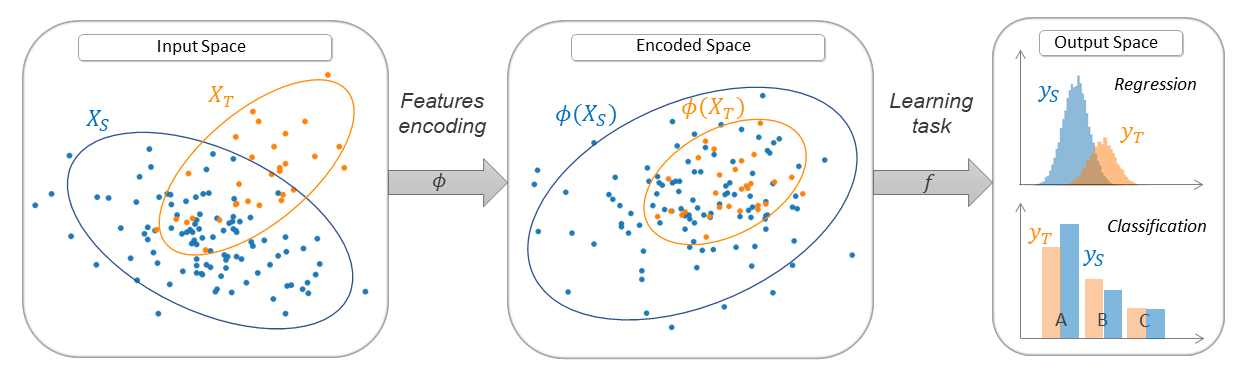 Input Space
X_T
X_S
Features
encoding
ϕ
Encoded Space
ϕ(X_S)
ϕ(X_T)
Learning
task
f
Output Space
Regression
y_S
y_T
Classification
y_T
y_S
A B C